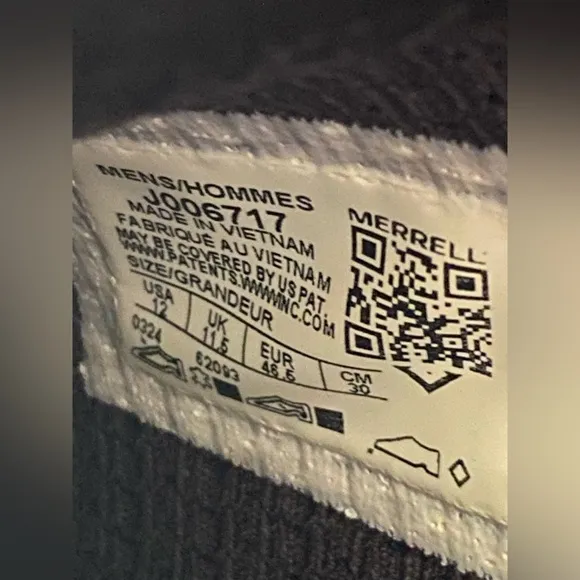 MENS/HOMMES
J006717
MADE IN VIETNAM
FABRIQUÉ AU VIETNAM
MAY BE COVERED BY US PAT.
WWW.PATENTS.WWWINC.COM
SIZE/GRANDEUR
USA UK EUR CM
12 11.5 46.5 30
0324 62093
MERRELL